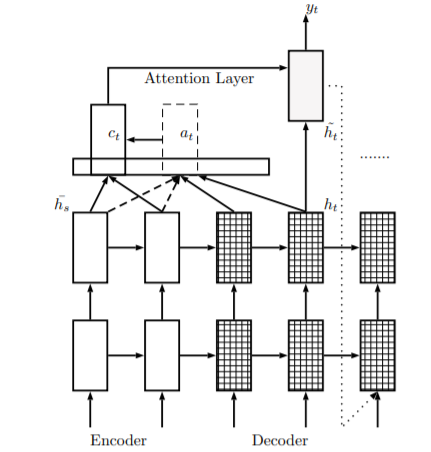 y_t
Attention Layer
c_t
a_t
h̃_t
.......
h̄_s
h_t
Encoder
Decoder